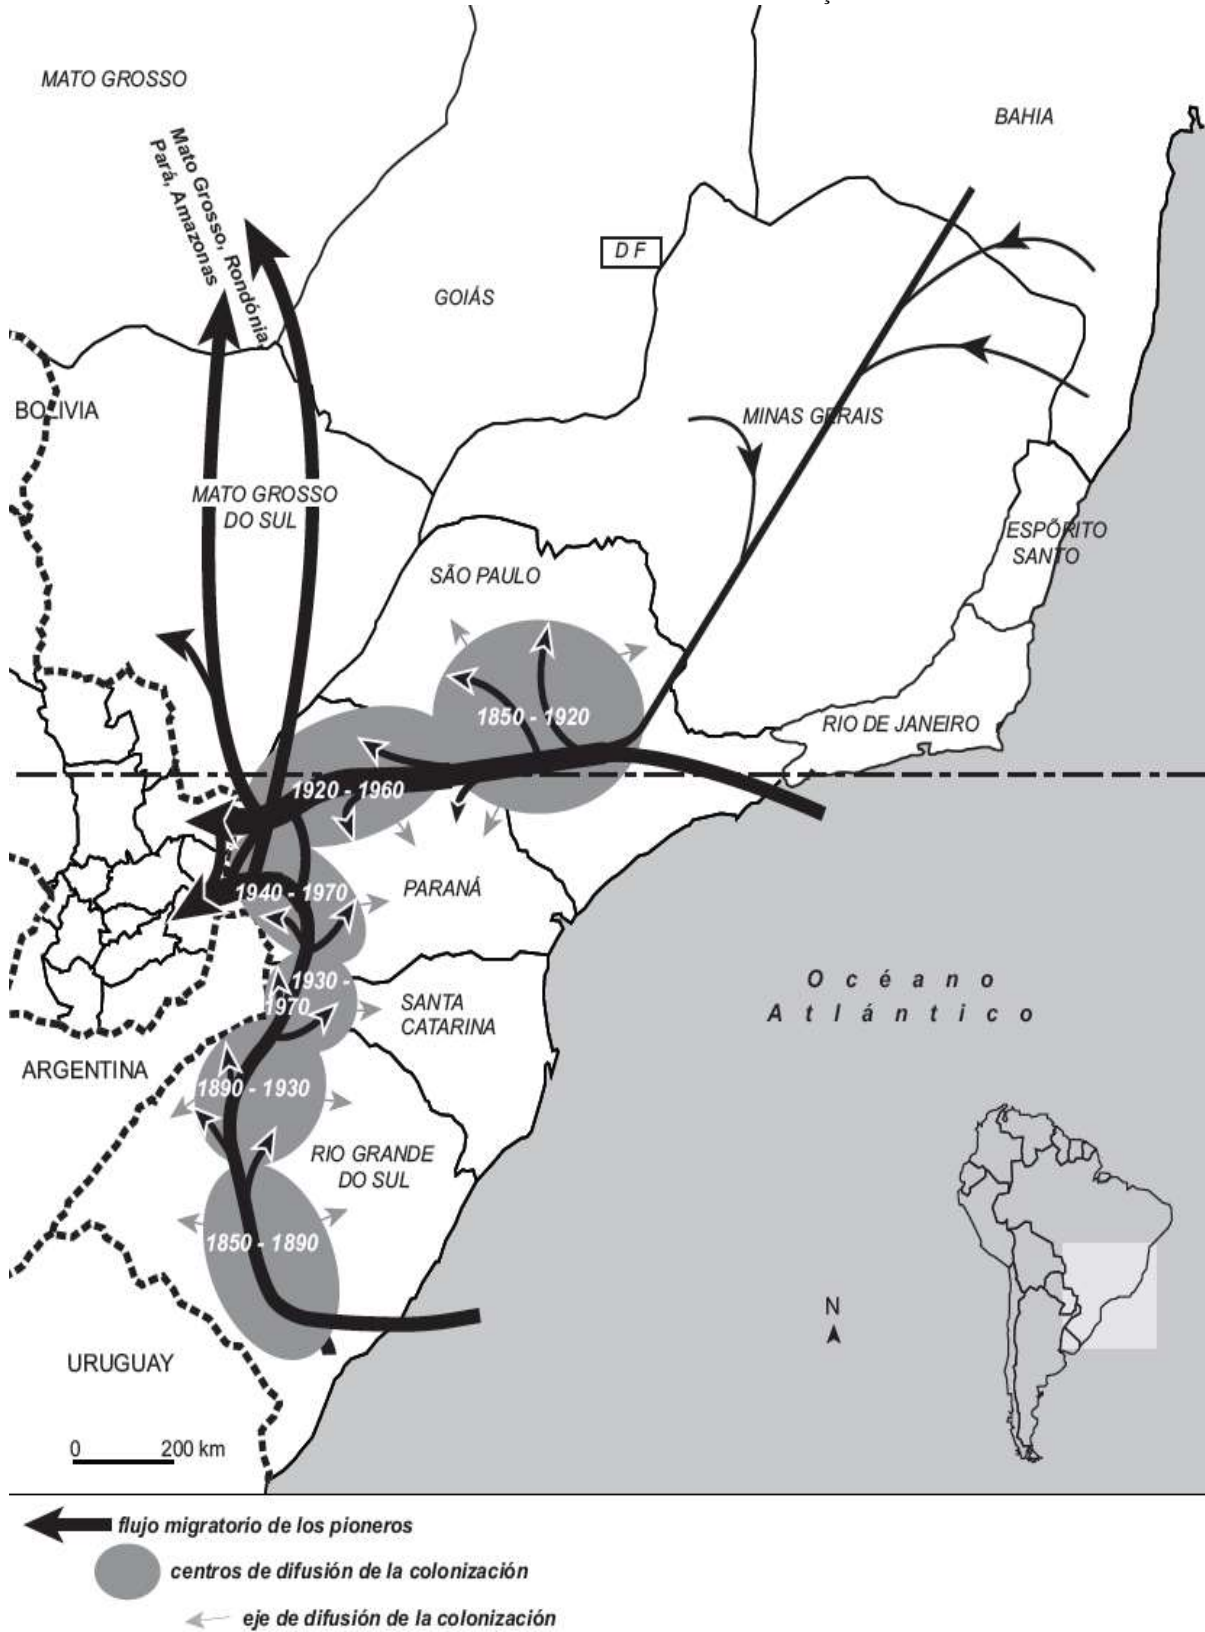 MATO GROSSO
BAHIA
Mato Grosso, Rondónia,
Pará, Amazonas
D F
GOIÁS
BOLIVIA
MINAS GERAIS
MATO GROSSO
DO SUL
ESPÕRITO
SANTO
SÃO PAULO
1850 - 1920
RIO DE JANEIRO
1920 - 1960
1940 - 1970
PARANÁ
- 1930 -
1970
SANTA
CATARINA
Océano
Atlántico
ARGENTINA
1890 - 1930
RIO GRANDE
DO SUL
1850 - 1890
N
URUGUAY
0 200 km
flujo migratorio de los pioneros
centros de difusión de la colonización
eje de difusión de la colonización